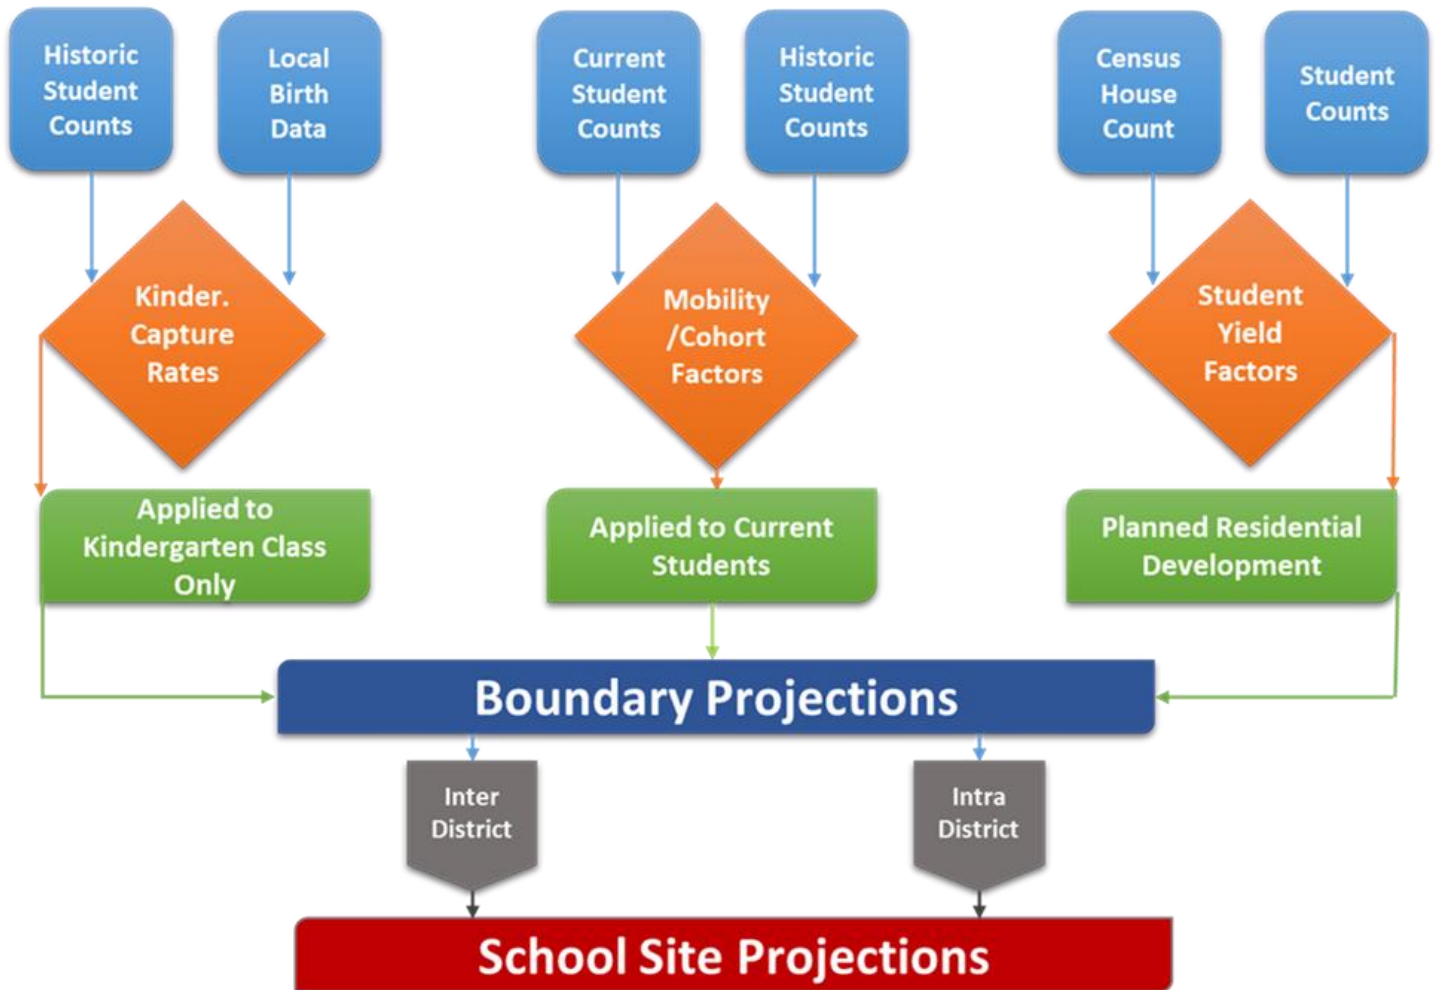 Historic
Student
Counts
Local
Birth
Data
Current
Student
Counts
Historic
Student
Counts
Census
House
Count
Student
Counts
Kinder.
Capture
Rates
Mobility
/Cohort
Factors
Student
Yield
Factors
Applied to
Kindergarten Class
Only
Applied to Current
Students
Planned Residential
Development
Boundary Projections
Inter
District
Intra
District
School Site Projections